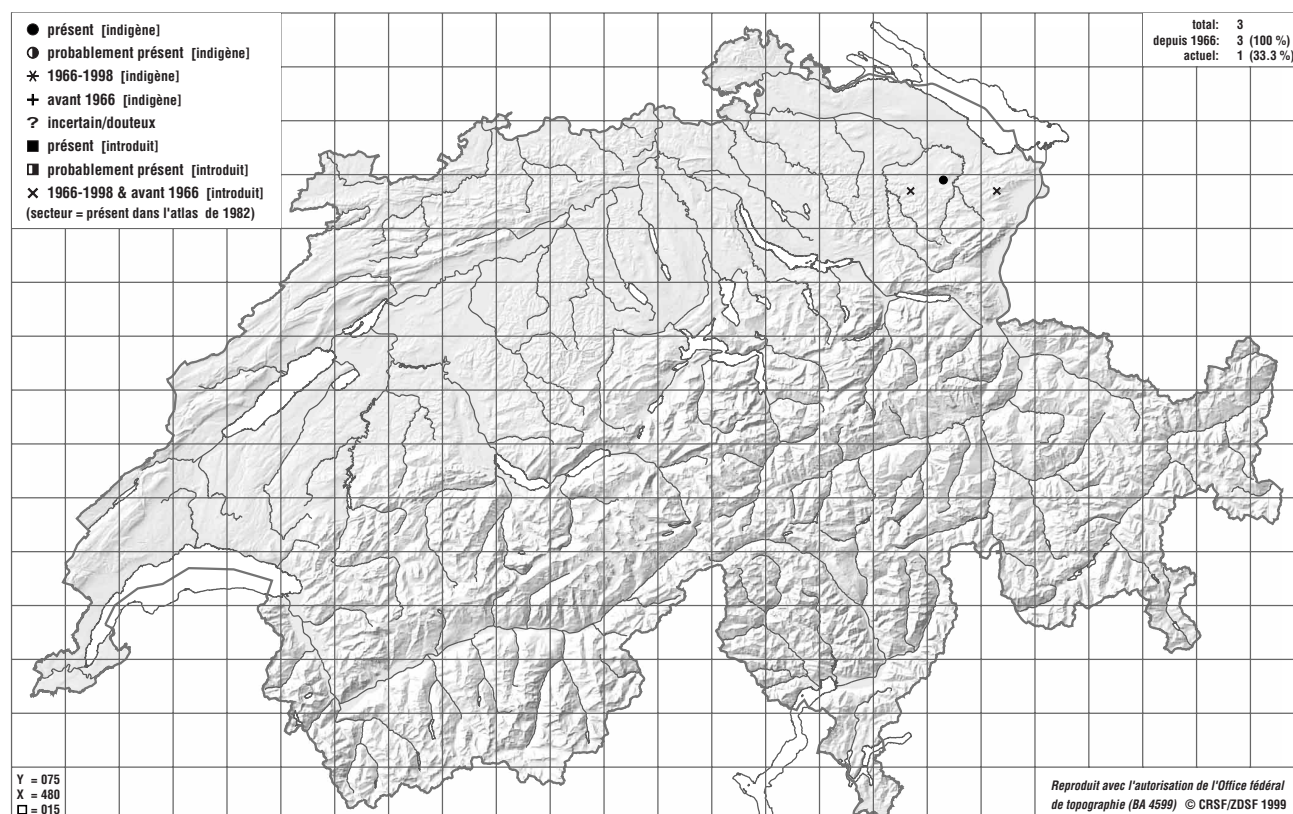 ● présent [indigène]
◑ probablement présent [indigène]
✳ 1966-1998 [indigène]
+ avant 1966 [indigène]
? incertain/douteux
■ présent [introduit]
◨ probablement présent [introduit]
× 1966-1998 & avant 1966 [introduit]
(secteur = présent dans l'atlas de 1982)
total: 3
depuis 1966: 3 (100 %)
actuel: 1 (33.3 %)
Y = 075
X = 480
□ = 015
Reproduit avec l'autorisation de l'Office fédéral
de topographie (BA 4599) © CRSF/ZDSF 1999